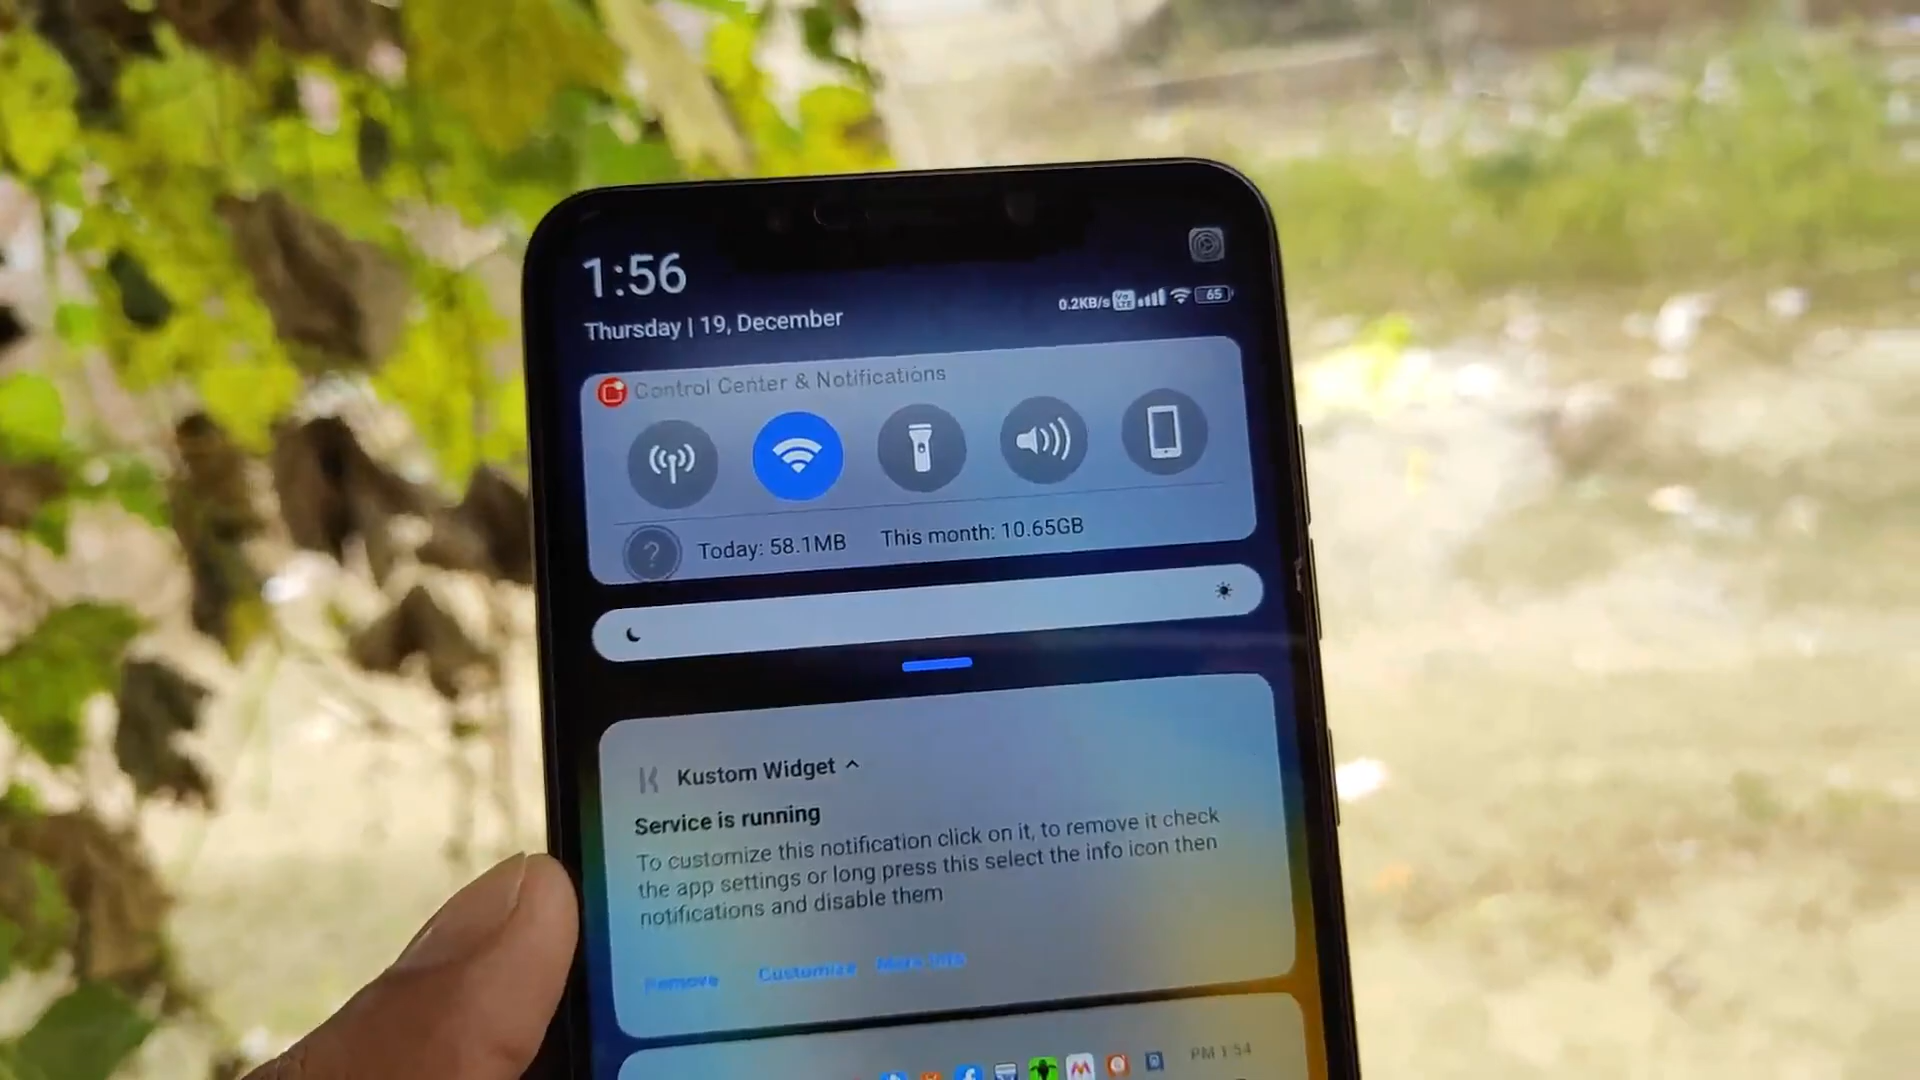 1:56
0.2KB/s Vo LTE 65
Thursday | 19, December
Control Center & Notifications
?
Today: 58.1MB This month: 10.65GB
Kustom Widget
Service is running
To customize this notification click on it, to remove it check
the app settings or long press this select the info icon then
notifications and disable them
Remove Customize More Info
PM 1:54